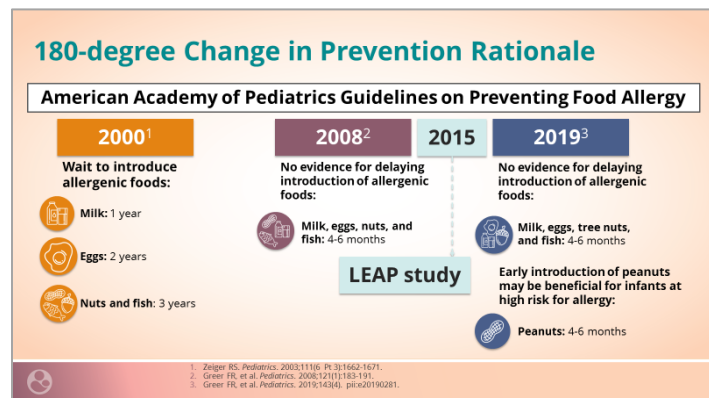 180-degree Change in Prevention Rationale
American Academy of Pediatrics Guidelines on Preventing Food Allergy
2000¹
Wait to introduce
allergenic foods:
Milk: 1 year
Eggs: 2 years
Nuts and fish: 3 years
2008²
No evidence for delaying
introduction of allergenic
foods:
Milk, eggs, nuts, and
fish: 4-6 months
2015
LEAP study
2019³
No evidence for delaying
introduction of allergenic
foods:
Milk, eggs, tree nuts,
and fish: 4-6 months
Early introduction of peanuts
may be beneficial for infants at
high risk for allergy:
Peanuts: 4-6 months
1. Zeiger RS. Pediatrics. 2003;111(6 Pt 3):1662-1671.
2. Greer FR, et al. Pediatrics. 2008;121(1):183-191.
3. Greer FR, et al. Pediatrics. 2019;143(4). pii:e20190281.